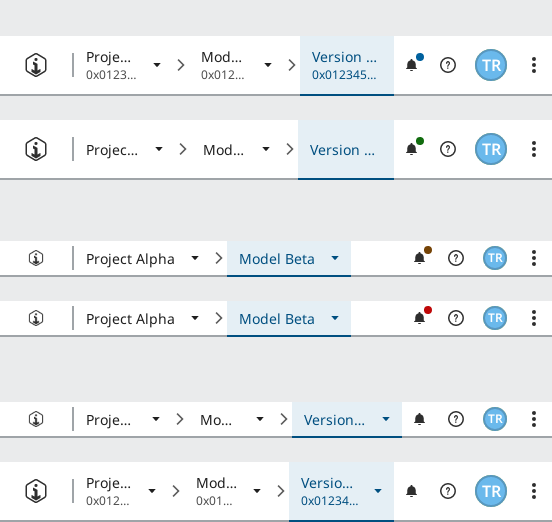 Proje... Mod... Version ...
0x0123... 0x012... 0x012345... TR
Projec... Mod... Version ... TR
Project Alpha Model Beta TR
Project Alpha Model Beta TR
Proje... Mo... Version... TR
Proje... Mod... Versio...
0x012... 0x01... 0x01234... TR